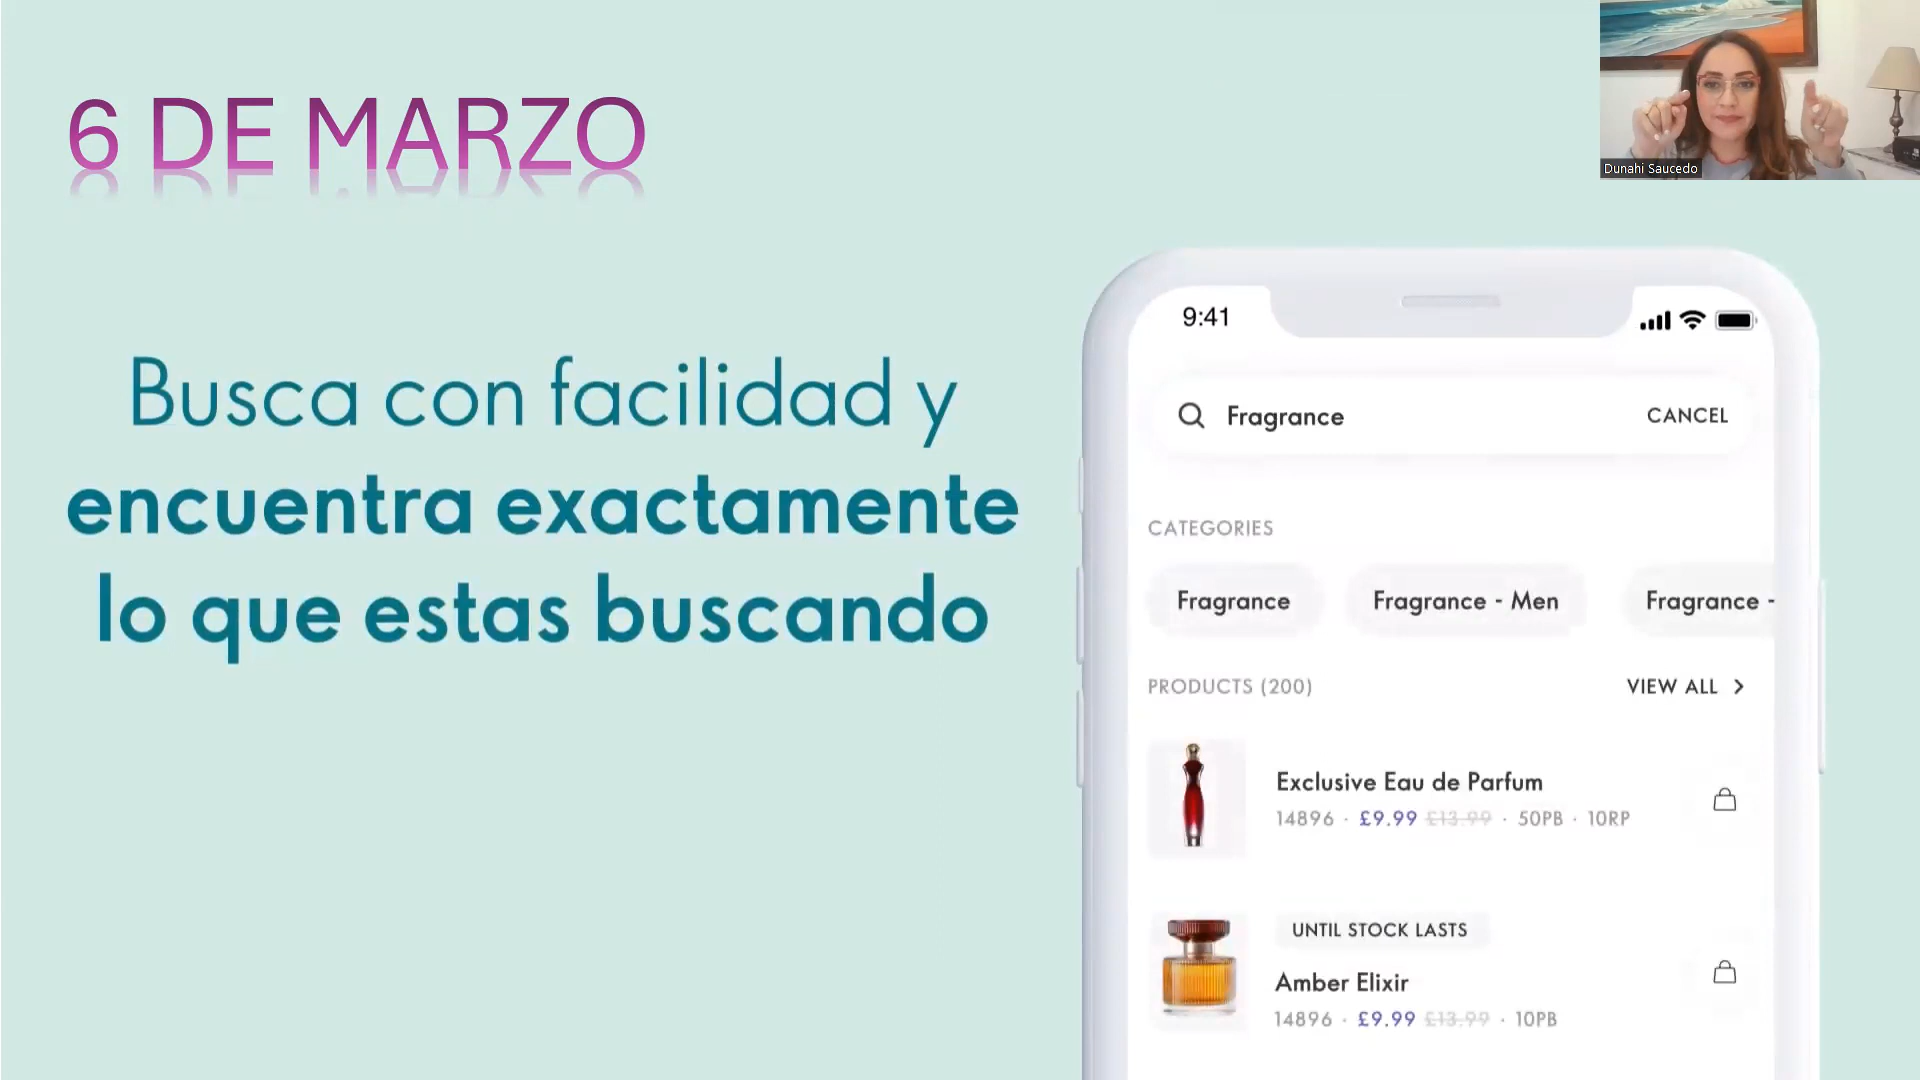 6 DE MARZO
Dunahi Saucedo
Busca con facilidad y
encuentra exactamente
lo que estas buscando
9:41
Fragrance
CANCEL
CATEGORIES
Fragrance
Fragrance - Men
Fragrance -
PRODUCTS (200)
VIEW ALL
Exclusive Eau de Parfum
14896 · £9.99 £13.99 · 50PB · 10RP
UNTIL STOCK LASTS
Amber Elixir
14896 · £9.99 £13.99 · 10PB